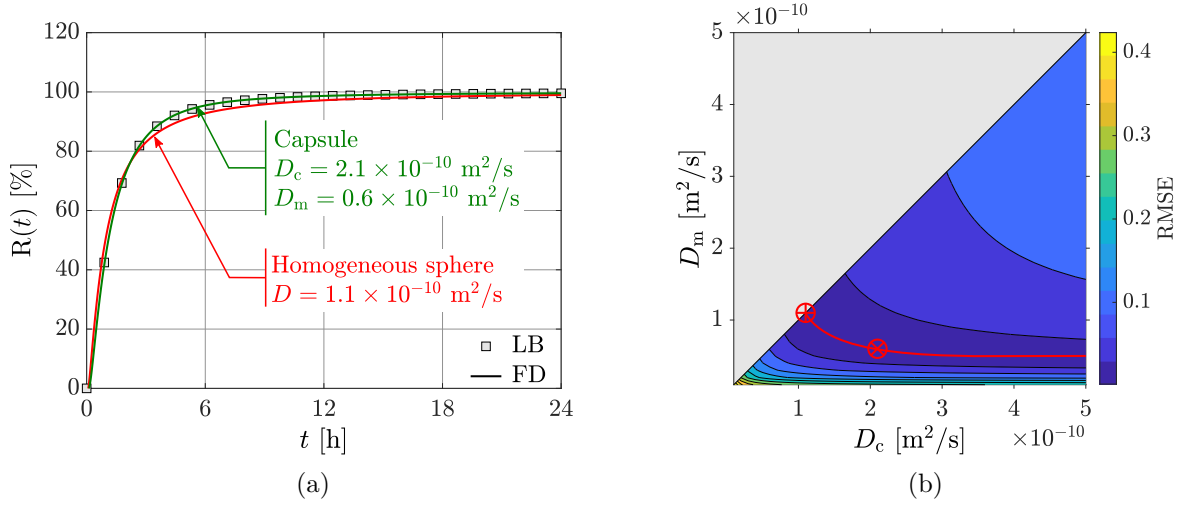 120
100
80
60
40
20
0
0
6
12
18
24
R(t) [%]
t [h]
Capsule
D_c = 2.1 × 10^{-10} m²/s
D_m = 0.6 × 10^{-10} m²/s
Homogeneous sphere
D = 1.1 × 10^{-10} m²/s
LB
FD
(a)
×10^{-10}
5
4
3
2
1
D_m [m²/s]
1
2
3
4
5
D_c [m²/s]
×10^{-10}
0.4
0.3
0.2
0.1
RMSE
(b)